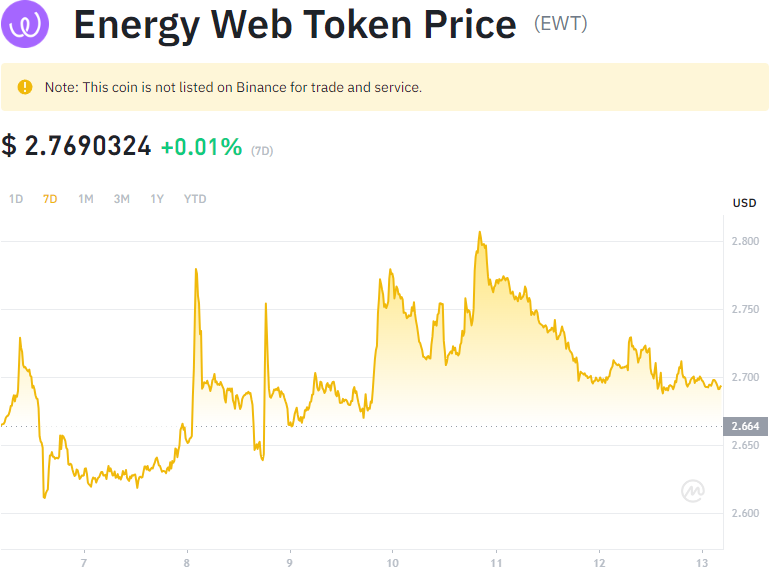 Energy Web Token Price (EWT)
Note: This coin is not listed on Binance for trade and service.
$ 2.7690324 +0.01% (7D)
1D 7D 1M 3M 1Y YTD
USD
2.800
2.750
2.700
2.664
2.650
2.600
7 8 9 10 11 12 13